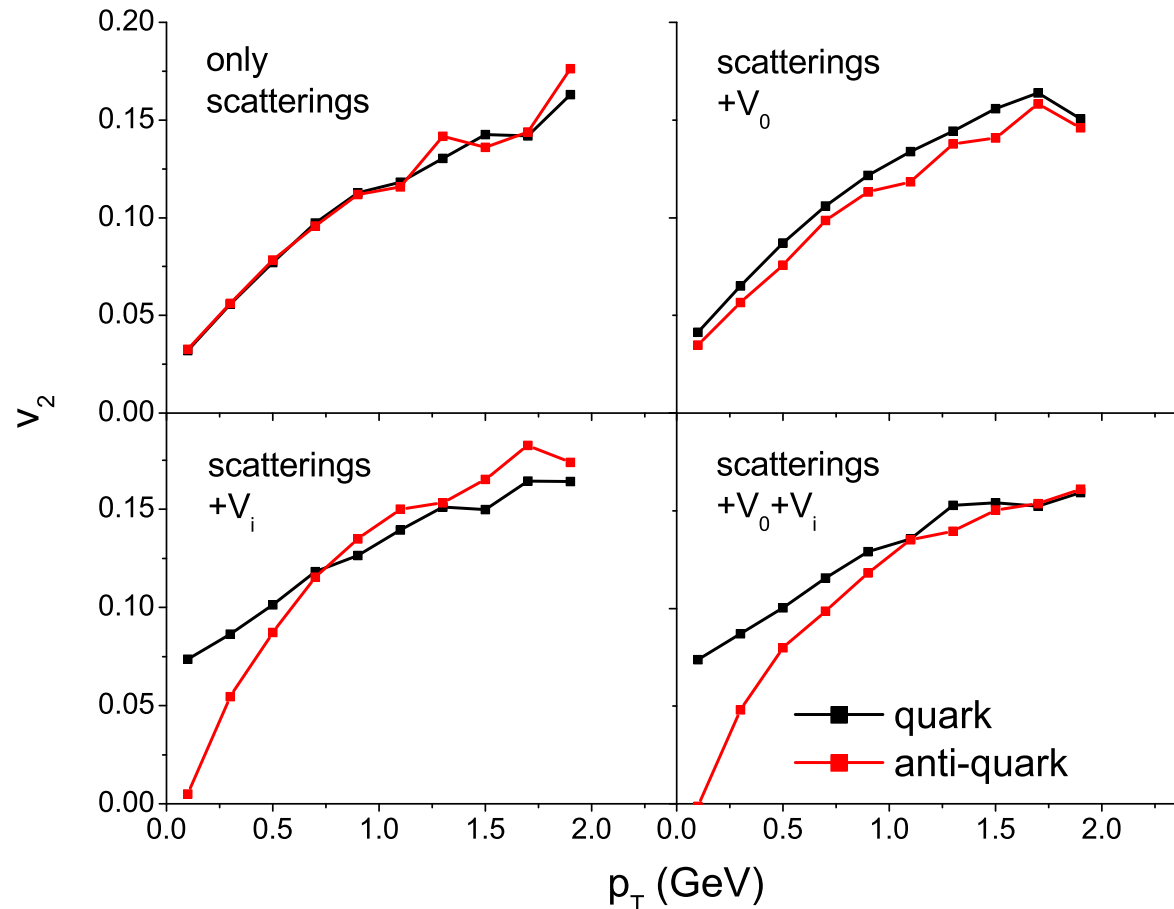 0.20
0.15
0.10
0.05
0.00
only
scatterings
scatterings
+V₀
v₂
0.15
0.10
0.05
0.00
scatterings
+Vᵢ
scatterings
+V₀+Vᵢ
quark
anti-quark
0.0 0.5 1.0 1.5 2.0 0.0 0.5 1.0 1.5 2.0
p_T (GeV)